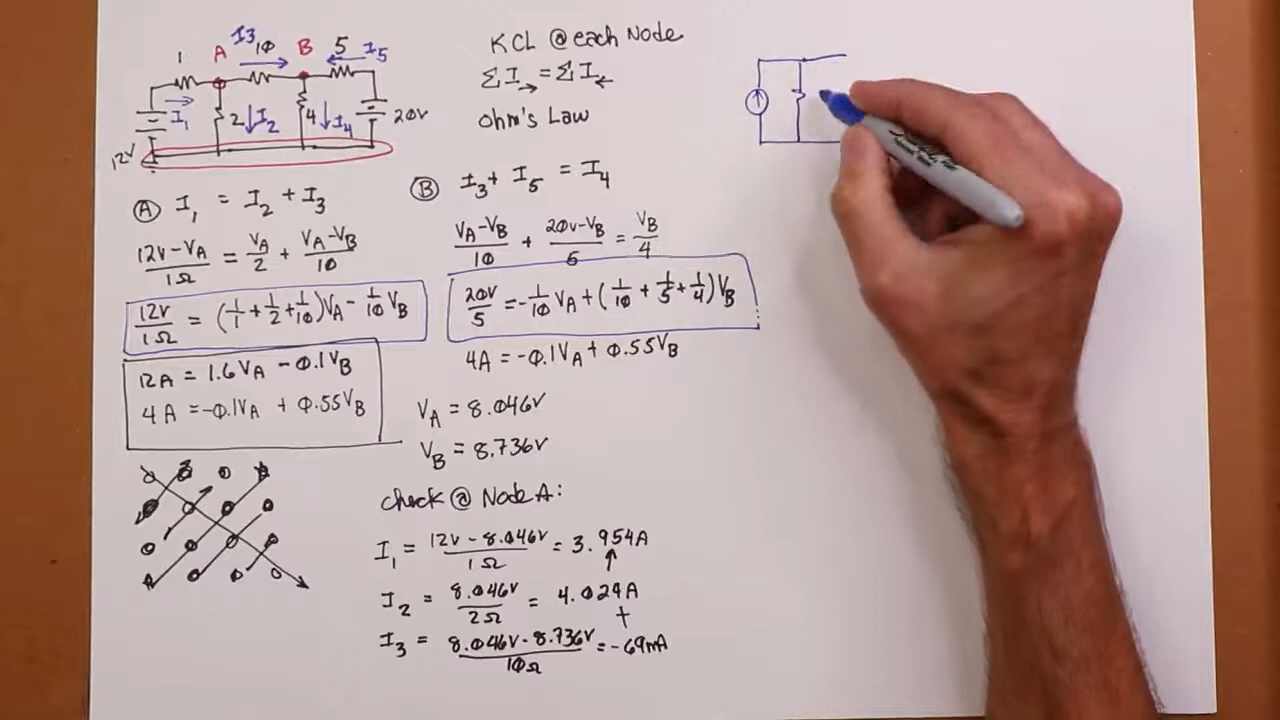 1 A I3 10 B 5 I5
I1 2 I2 4 I4 20V
12V
KCL @ each Node
ΣI→ = ΣI←
ohm's Law
Ⓐ I1 = I2 + I3
(12V-VA)/1Ω = VA/2 + (VA-VB)/10
12V/1Ω = (1/1 + 1/2 + 1/10)VA - 1/10 VB
12A = 1.6VA - 0.1VB
4A = -0.1VA + 0.55VB
Ⓑ I3 + I5 = I4
(VA-VB)/10 + (20V-VB)/5 = VB/4
20V/5 = -1/10 VA + (1/10 + 1/5 + 1/4)VB
4A = -0.1VA + 0.55VB
VA = 8.046V
VB = 8.736V
check @ Node A:
I1 = (12V - 8.046V)/1Ω = 3.954A
↑
I2 = 8.046V/2Ω = 4.024A
+
I3 = (8.046V - 8.736V)/10Ω = -69mA